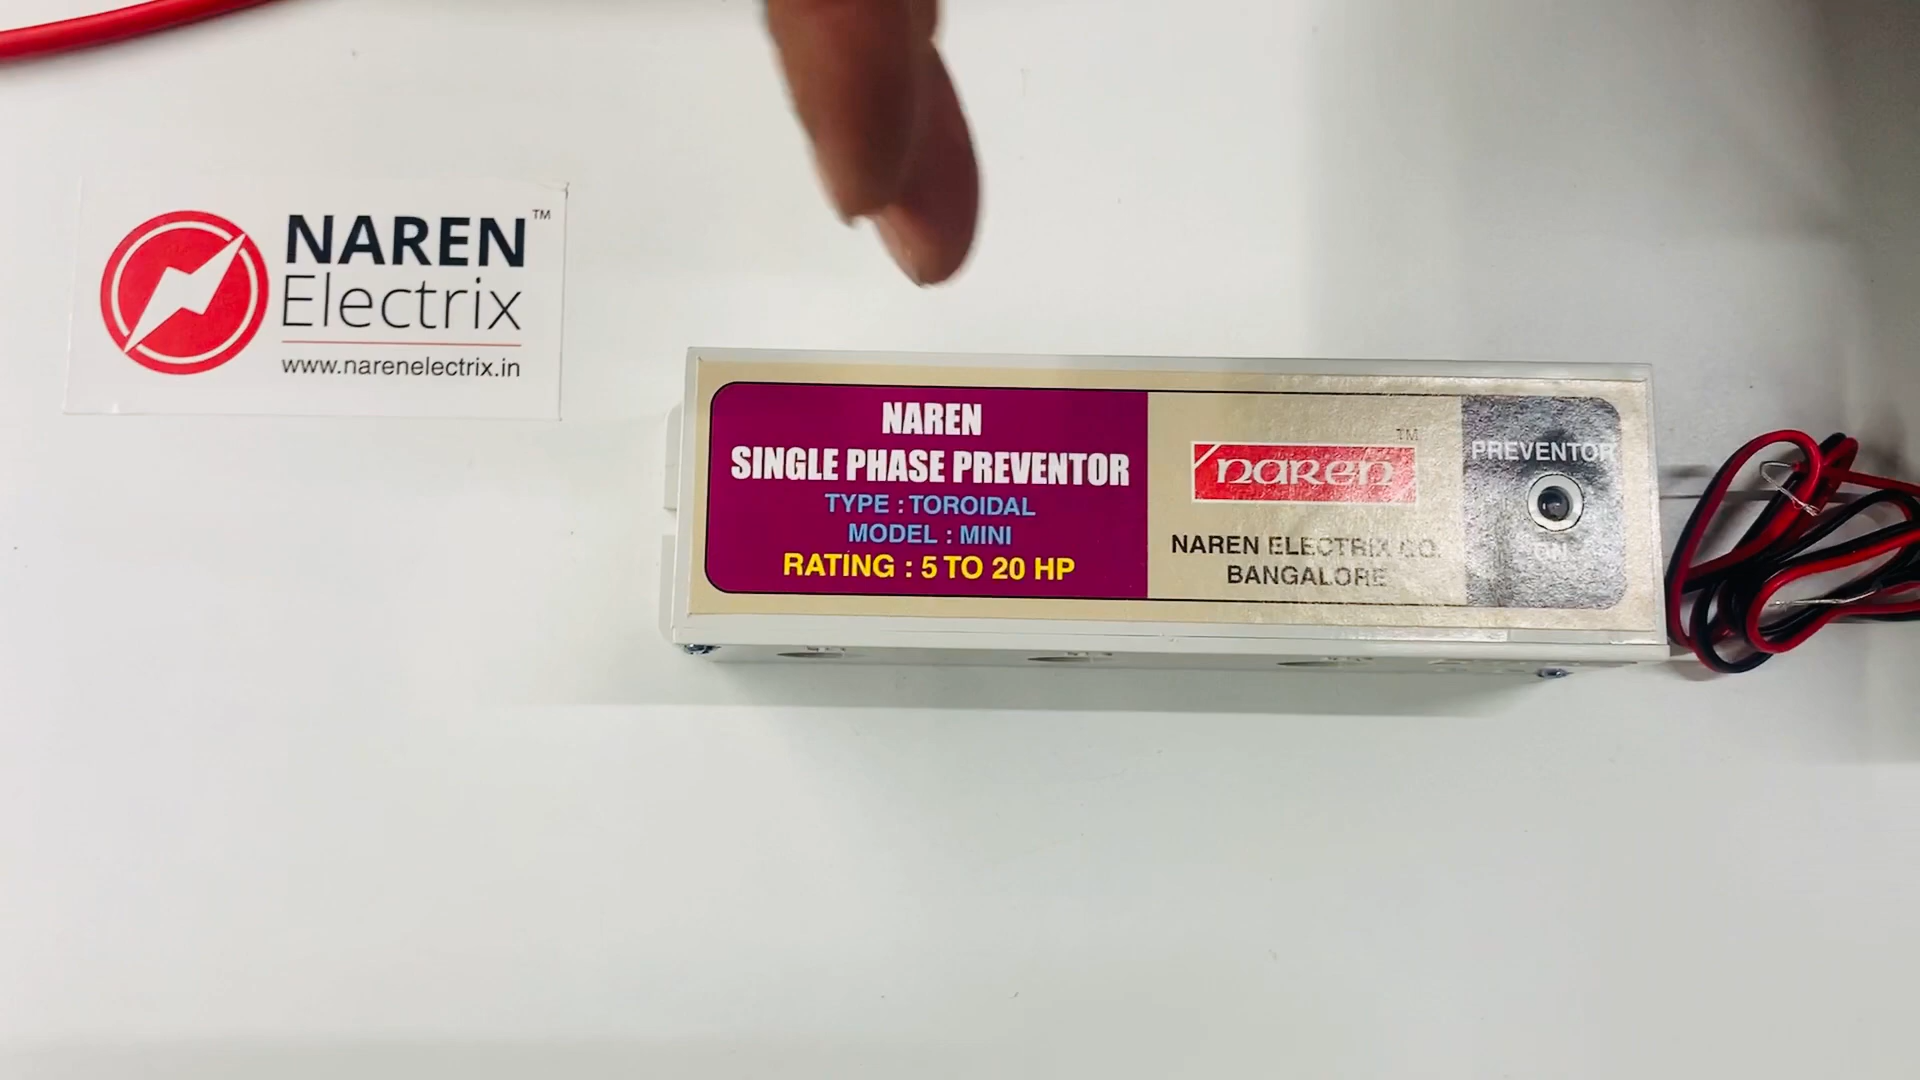 NAREN™
Electrix
www.narenelectrix.in
NAREN
SINGLE PHASE PREVENTOR
TYPE : TOROIDAL
MODEL : MINI
RATING : 5 TO 20 HP
naren™
NAREN ELECTRIX CO.
BANGALORE
PREVENTOR
ON